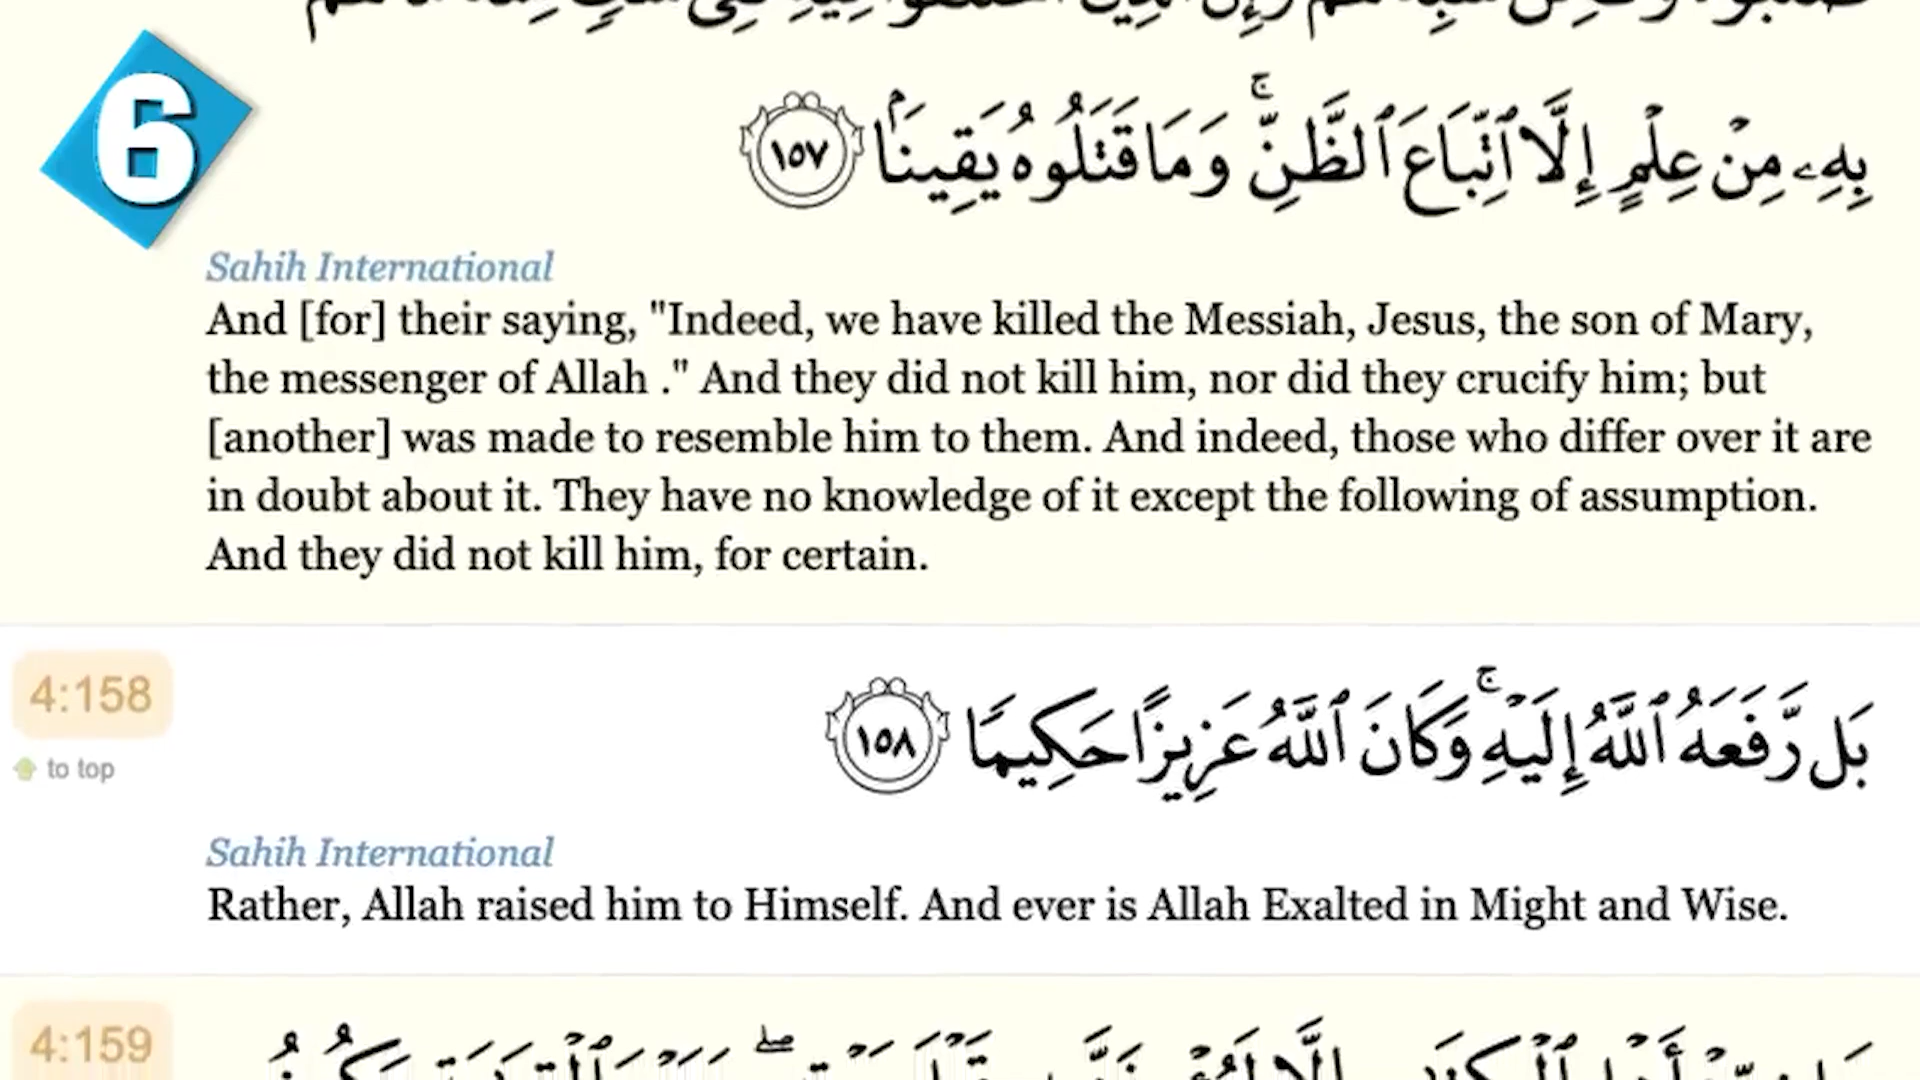 6
بِهِۦ مِنْ عِلْمٍ إِلَّا ٱتِّبَاعَ ٱلظَّنِّ ۚ وَمَا قَتَلُوهُ يَقِينًۢا ١٥٧
Sahih International
And [for] their saying, "Indeed, we have killed the Messiah, Jesus, the son of Mary,
the messenger of Allah ." And they did not kill him, nor did they crucify him; but
[another] was made to resemble him to them. And indeed, those who differ over it are
in doubt about it. They have no knowledge of it except the following of assumption.
And they did not kill him, for certain.
4:158
بَل رَّفَعَهُ ٱللَّهُ إِلَيْهِ ۚ وَكَانَ ٱللَّهُ عَزِيزًا حَكِيمًا ١٥٨
to top
Sahih International
Rather, Allah raised him to Himself. And ever is Allah Exalted in Might and Wise.
4:159